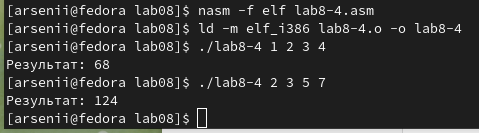 [arsenii@fedora lab08]$ nasm -f elf lab8-4.asm
[arsenii@fedora lab08]$ ld -m elf_i386 lab8-4.o -o lab8-4
[arsenii@fedora lab08]$ ./lab8-4 1 2 3 4
Результат: 68
[arsenii@fedora lab08]$ ./lab8-4 2 3 5 7
Результат: 124
[arsenii@fedora lab08]$